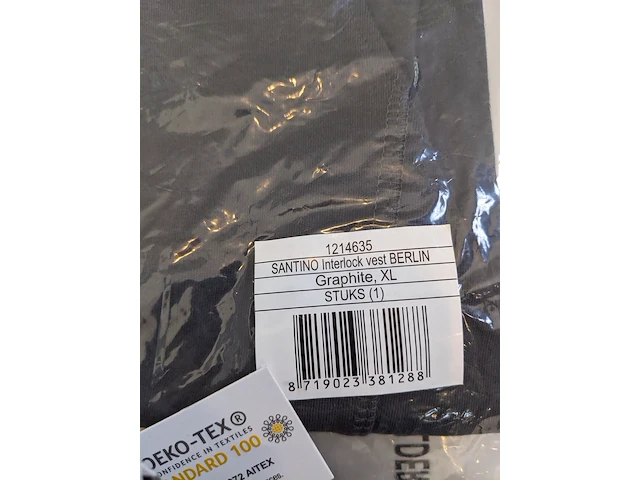 1214635
SANTINO Interlock vest BERLIN
Graphite, XL
STUKS (1)
8 719023 381288
OEKO-TEX®
CONFIDENCE IN TEXTILES
STANDARD 100
AITEX